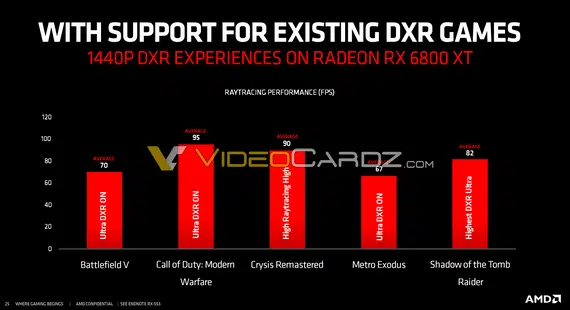 WITH SUPPORT FOR EXISTING DXR GAMES
1440P DXR EXPERIENCES ON RADEON RX 6800 XT
RAYTRACING PERFORMANCE (FPS)
120
100
80
60
40
20
0
AVERAGE
70
Ultra DXR ON
Battlefield V
AVERAGE
95
Ultra DXR ON
Call of Duty: Modern
Warfare
AVERAGE
90
High Raytracing High
Crysis Remastered
AVERAGE
67
Ultra DXR ON
Metro Exodus
AVERAGE
82
Highest DXR Ultra
Shadow of the Tomb
Raider
VIDEOCARDZ.COM
25 WHERE GAMING BEGINGS | AMD CONFIDENTIAL | SEE ENDNOTE RX-553
AMD